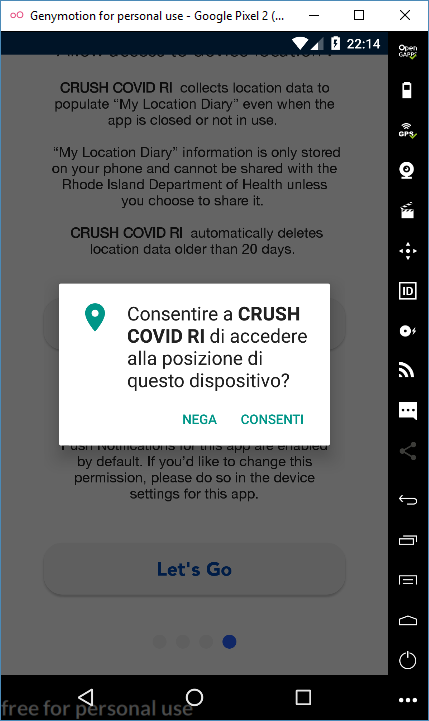 Genymotion for personal use - Google Pixel 2 (...
22:14
CRUSH COVID RI collects location data to
populate “My Location Diary” even when the
app is closed or not in use.
“My Location Diary” information is only stored
on your phone and cannot be shared with the
Rhode Island Department of Health unless
you choose to share it.
CRUSH COVID RI automatically deletes
location data older than 20 days.
Consentire a CRUSH
COVID RI di accedere
alla posizione di
questo dispositivo?
NEGA CONSENTI
Push Notifications for this app are enabled
by default. If you’d like to change this
permission, please do so in the device
settings for this app.
Let's Go
free for personal use
Open
GAPPS
GPS
ID